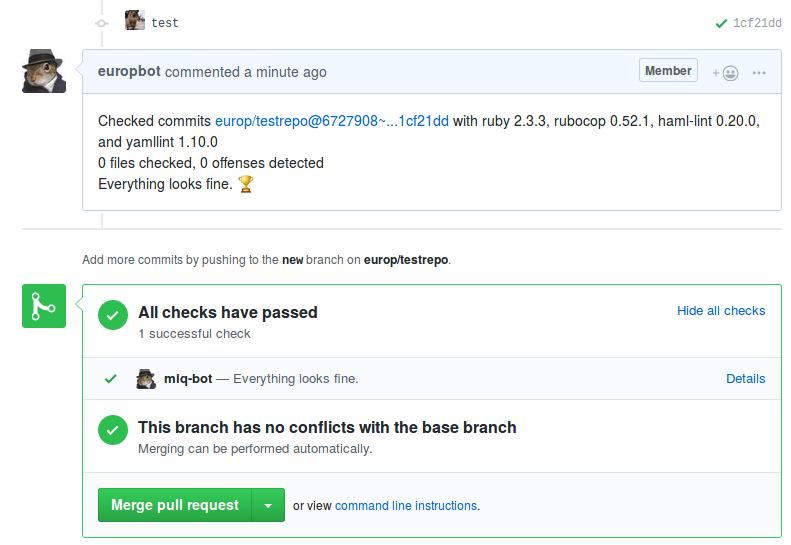 test 1cf21dd
europbot commented a minute ago Member
Checked commits europ/testrepo@6727908~...1cf21dd with ruby 2.3.3, rubocop 0.52.1, haml-lint 0.20.0,
and yamllint 1.10.0
0 files checked, 0 offenses detected
Everything looks fine. 🏆
Add more commits by pushing to the new branch on europ/testrepo.
All checks have passed Hide all checks
1 successful check
miq-bot — Everything looks fine. Details
This branch has no conflicts with the base branch
Merging can be performed automatically.
Merge pull request or view command line instructions.